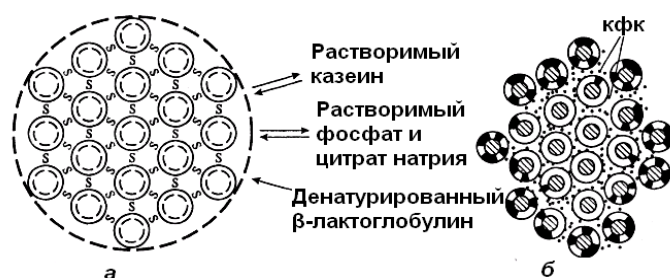 кфк
Растворимый
казеин
Растворимый
фосфат и
цитрат натрия
Денатурированный
β-лактоглобулин
а
б